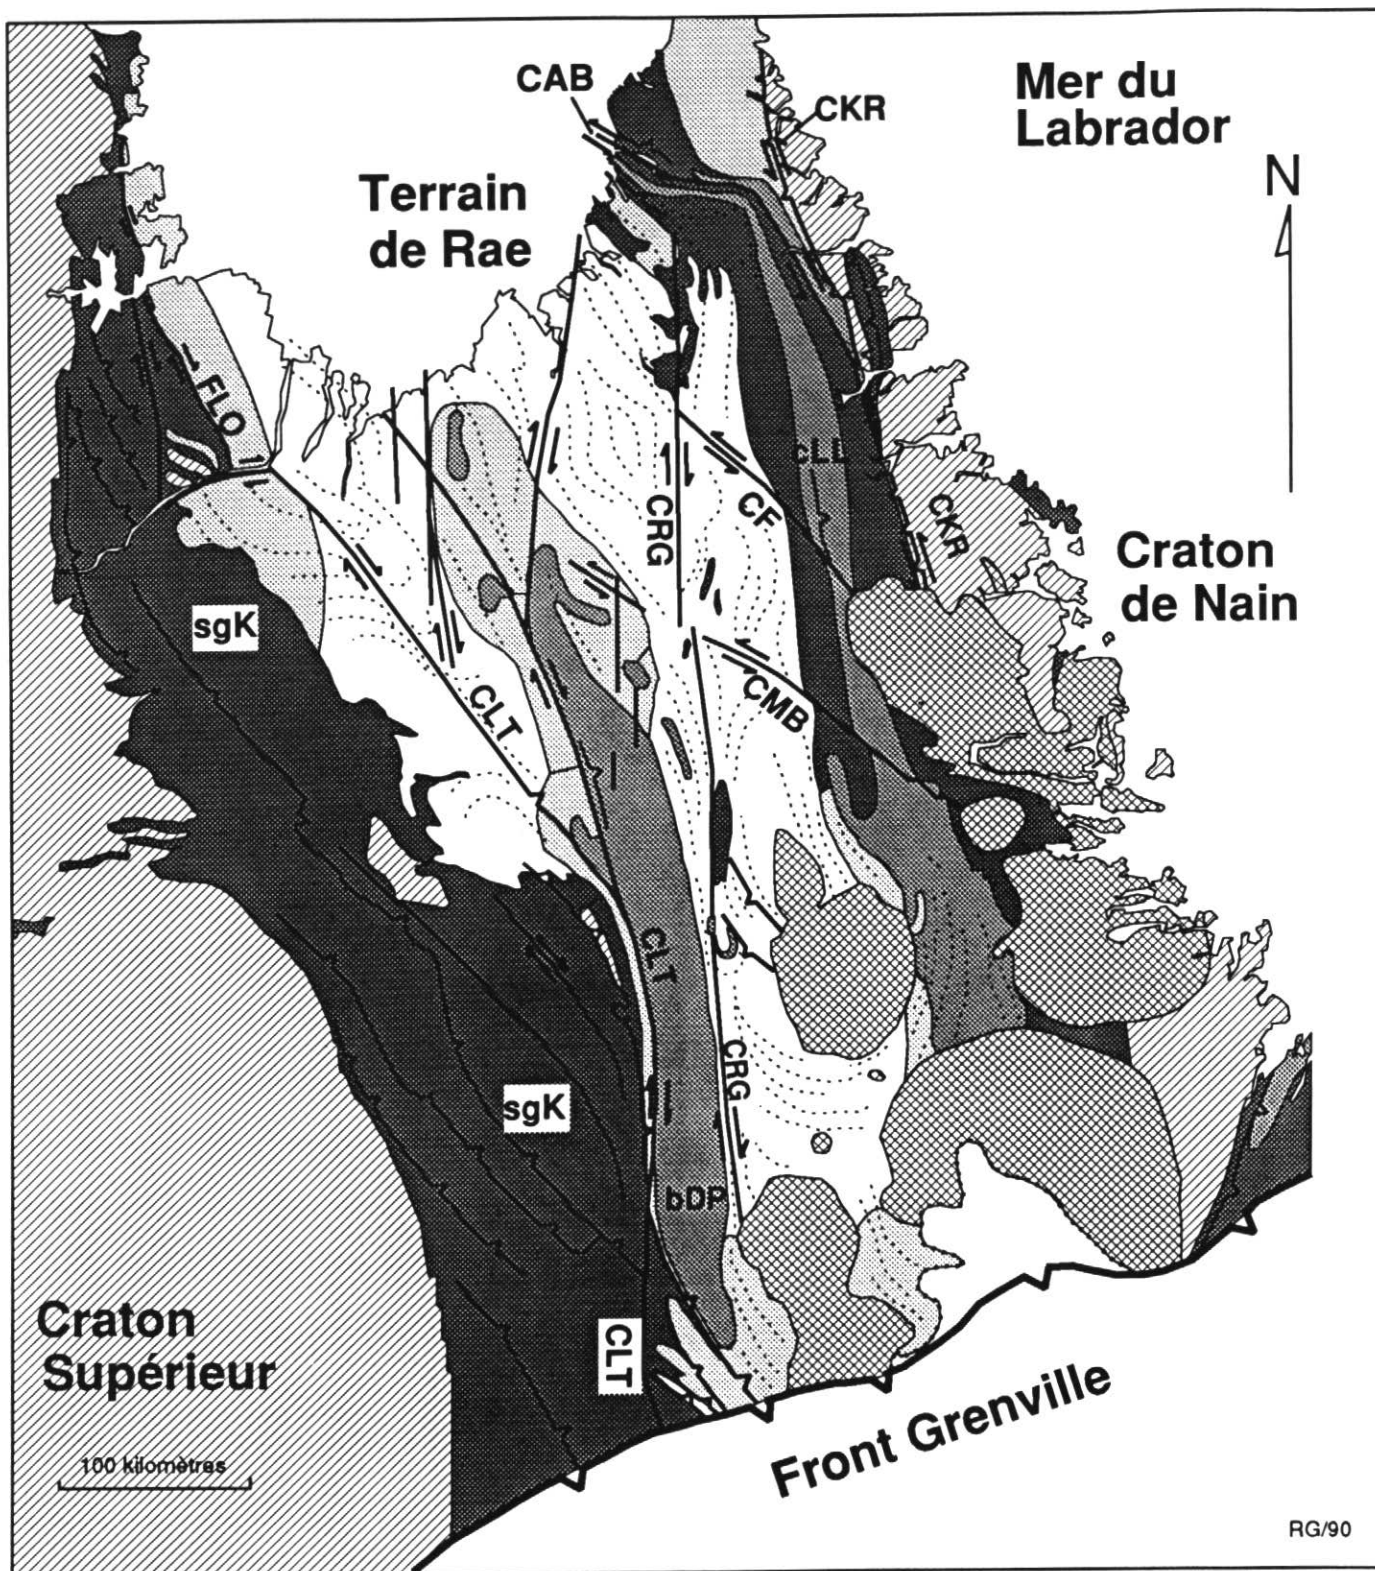 CAB
CKR
Mer du
Labrador
N
Terrain
de Rae
FLO
cLL
CRG
CF
CKR
Craton
de Nain
sgK
CLT
CMB
CLT
CRG
sgK
bDP
Craton
Supérieur
CLT
Front Grenville
100 kilomètres
RG/90